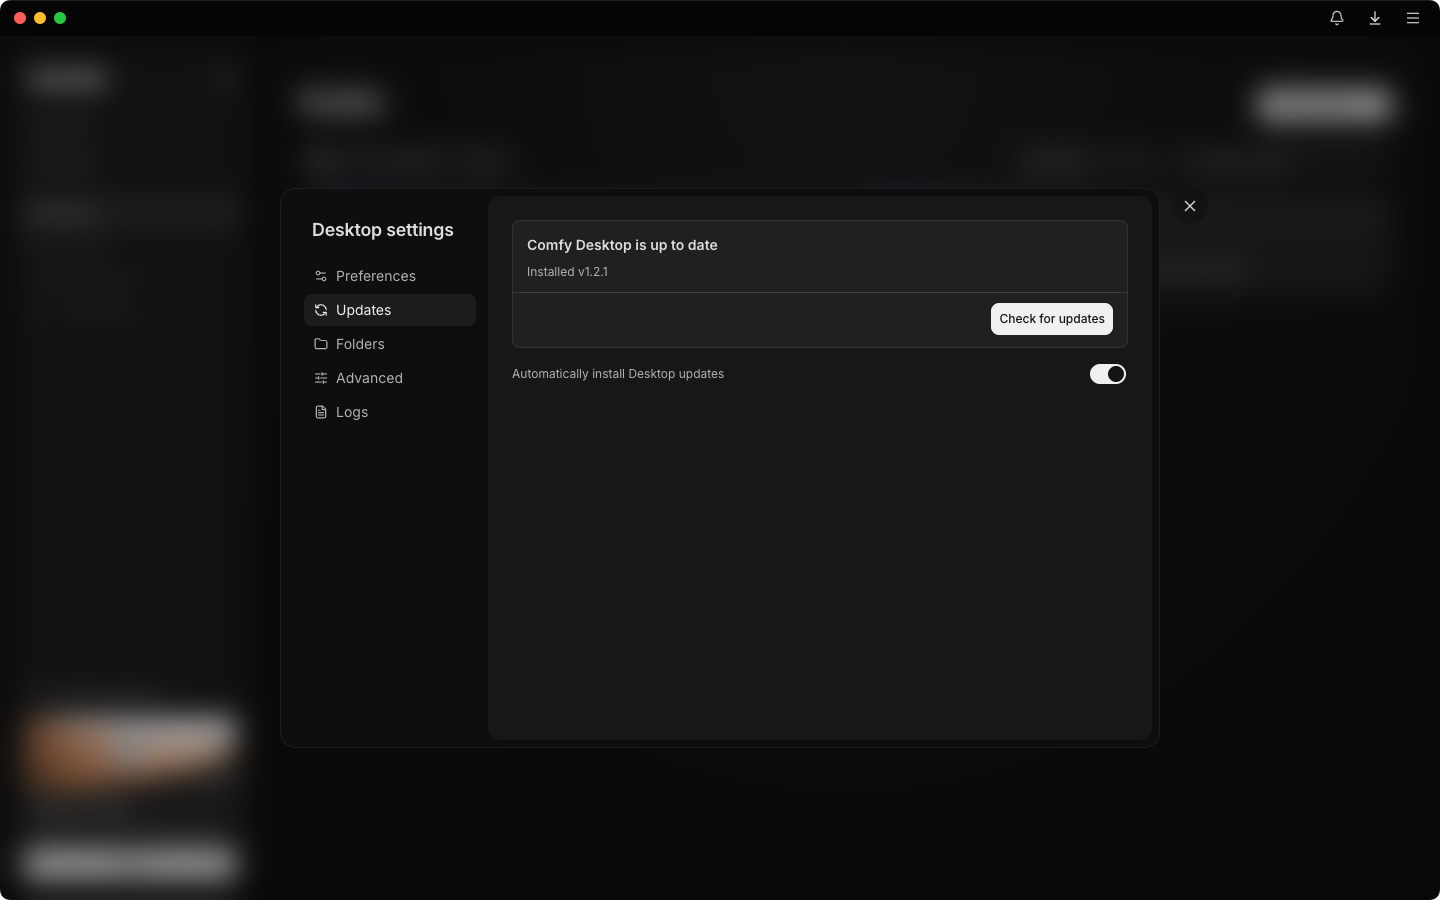 Desktop settings
Preferences
Updates
Folders
Advanced
Logs
Comfy Desktop is up to date
Installed v1.2.1
Check for updates
Automatically install Desktop updates